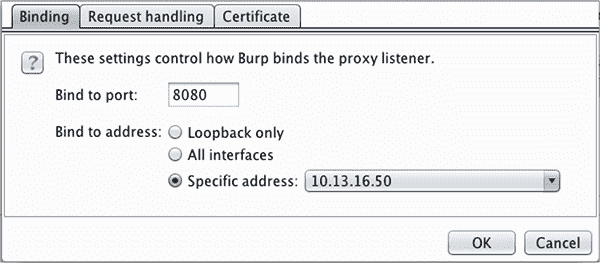 Binding Request handling Certificate
? These settings control how Burp binds the proxy listener.
Bind to port: 8080
Bind to address: Loopback only
All interfaces
Specific address: 10.13.16.50
OK Cancel